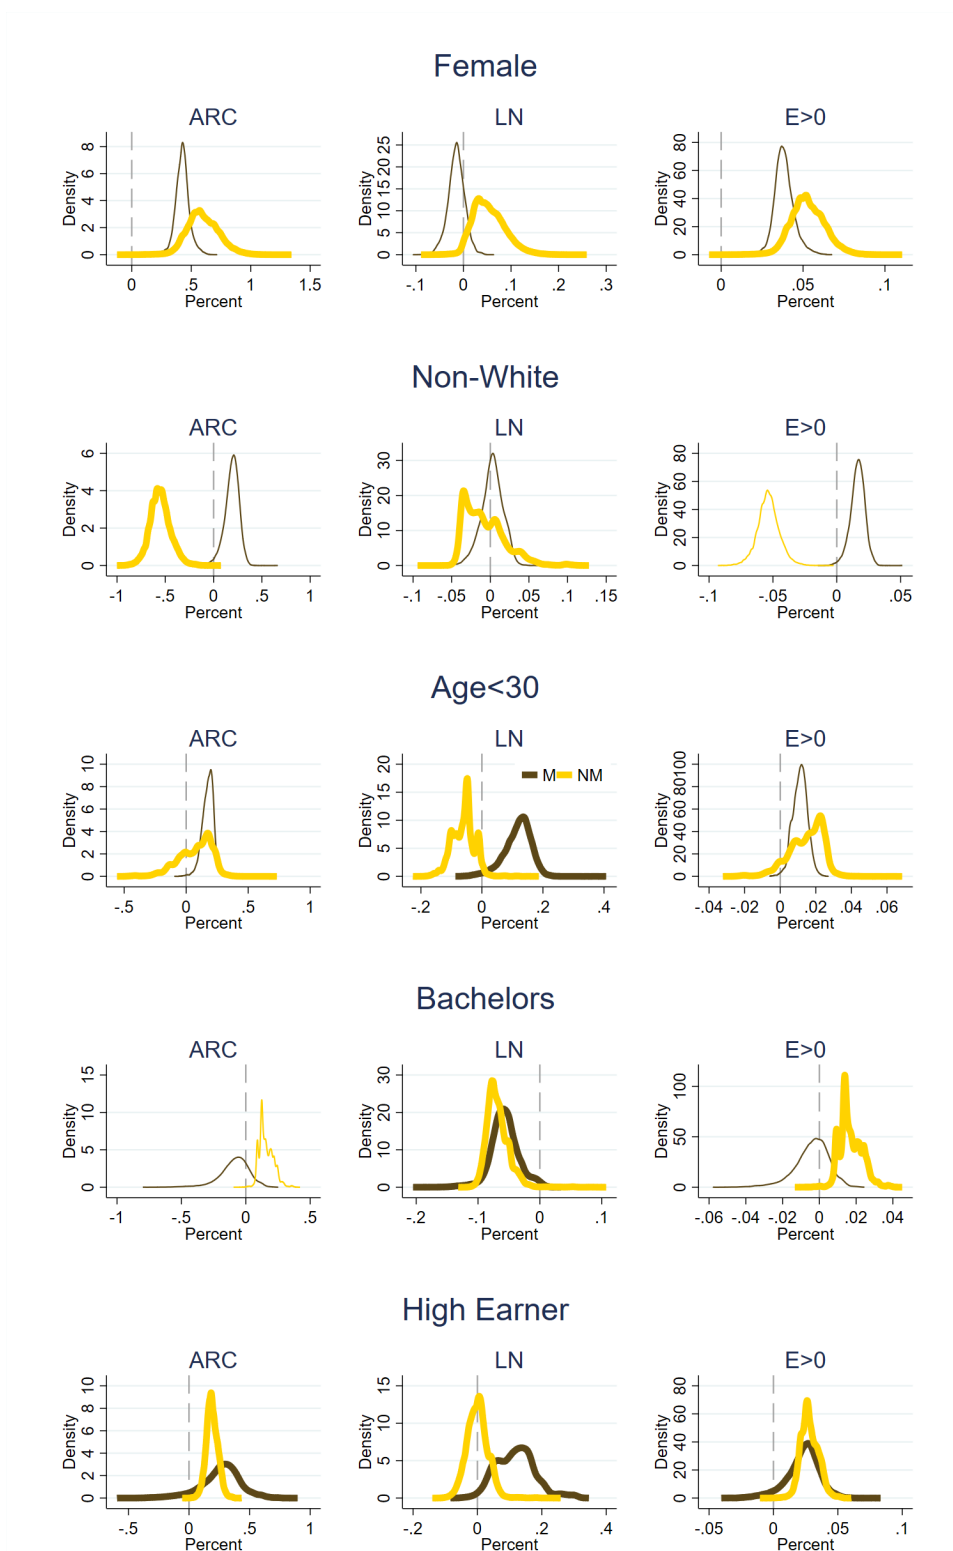 Female
ARC LN E>0
Density 0 2 4 6 8
Density 0 5 10 15 20 25
Density 0 20 40 60 80
0 .5 1 1.5
-.1 0 .1 .2 .3
0 .05 .1
Percent Percent Percent
Non-White
ARC LN E>0
Density 0 2 4 6
Density 0 10 20 30
Density 0 20 40 60 80
-1 -.5 0 .5 1
-.1 -.05 0 .05 .1 .15
-.1 -.05 0 .05
Percent Percent Percent
Age<30
ARC LN E>0
Density 0 2 4 6 8 10
Density 0 5 10 15 20
M NM
Density 0 20 40 60 80 100
-.5 0 .5 1
-.2 0 .2 .4
-.04 -.02 0 .02 .04 .06
Percent Percent Percent
Bachelors
ARC LN E>0
Density 0 5 10 15
Density 0 10 20 30
Density 0 50 100
-1 -.5 0 .5
-.2 -.1 0 .1
-.06 -.04 -.02 0 .02 .04
Percent Percent Percent
High Earner
ARC LN E>0
Density 0 2 4 6 8 10
Density 0 5 10 15
Density 0 20 40 60 80
-.5 0 .5 1
-.2 0 .2 .4
-.05 0 .05 .1
Percent Percent Percent